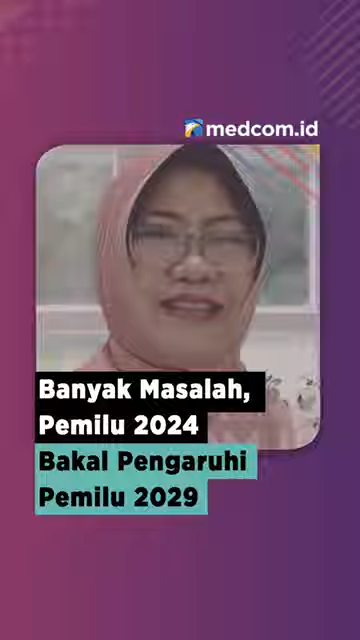 medcom.id
Banyak Masalah,
Pemilu 2024
Bakal Pengaruhi
Pemilu 2029